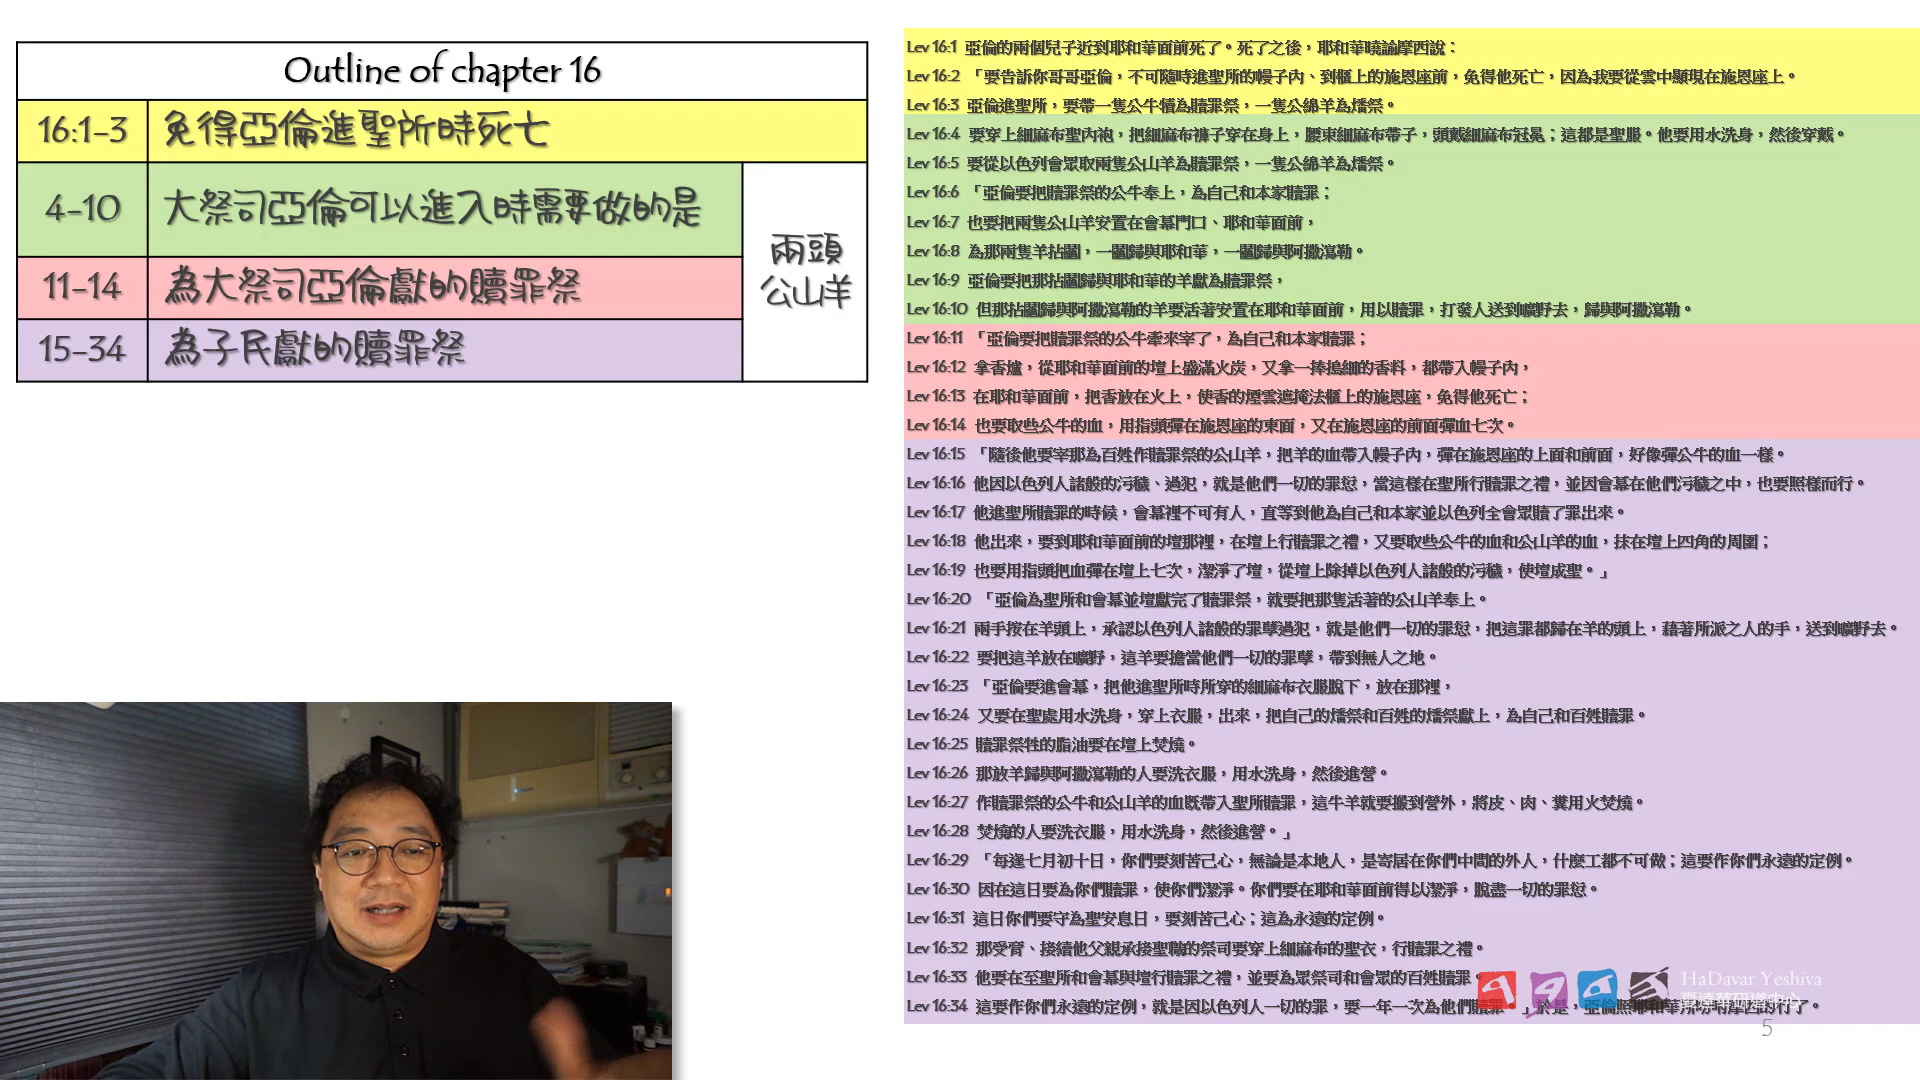 Outline of chapter 16
16:1-3 免得亞倫進聖所時死亡
4-10 大祭司亞倫可以進入時需要做的是
11-14 為大祭司亞倫獻的贖罪祭
15-34 為子民獻的贖罪祭
兩頭
公山羊
Lev 16:1 亞倫的兩個兒子近到耶和華面前死了。死了之後，耶和華曉諭摩西說：
Lev 16:2 「要告訴你哥哥亞倫，不可隨時進聖所的幔子內、到櫃上的施恩座前，免得他死亡，因為我要從雲中顯現在施恩座上。
Lev 16:3 亞倫進聖所，要帶一隻公牛犢為贖罪祭，一隻公綿羊為燔祭。
Lev 16:4 要穿上細麻布聖內袍，把細麻布褲子穿在身上，腰束細麻布帶子，頭戴細麻布冠冕；這都是聖服。他要用水洗身，然後穿戴。
Lev 16:5 要從以色列會眾取兩隻公山羊為贖罪祭，一隻公綿羊為燔祭。
Lev 16:6 「亞倫要把贖罪祭的公牛奉上，為自己和本家贖罪；
Lev 16:7 也要把兩隻公山羊安置在會幕門口、耶和華面前，
Lev 16:8 為那兩隻羊拈鬮，一鬮歸與耶和華，一鬮歸與阿撒瀉勒。
Lev 16:9 亞倫要把那拈鬮歸與耶和華的羊獻為贖罪祭，
Lev 16:10 但那拈鬮歸與阿撒瀉勒的羊要活著安置在耶和華面前，用以贖罪，打發人送到曠野去，歸與阿撒瀉勒。
Lev 16:11 「亞倫要把贖罪祭的公牛牽來宰了，為自己和本家贖罪；
Lev 16:12 拿香爐，從耶和華面前的壇上盛滿火炭，又拿一捧搗細的香料，都帶入幔子內，
Lev 16:13 在耶和華面前，把香放在火上，使香的煙雲遮掩法櫃上的施恩座，免得他死亡；
Lev 16:14 也要取些公牛的血，用指頭彈在施恩座的東面，又在施恩座的前面彈血七次。
Lev 16:15 「隨後他要宰那為百姓作贖罪祭的公山羊，把羊的血帶入幔子內，彈在施恩座的上面和前面，好像彈公牛的血一樣。
Lev 16:16 他因以色列人諸般的污穢、過犯，就是他們一切的罪愆，當這樣在聖所行贖罪之禮，並因會幕在他們污穢之中，也要照樣而行。
Lev 16:17 他進聖所贖罪的時候，會幕裡不可有人，直等到他為自己和本家並以色列全會眾贖了罪出來。
Lev 16:18 他出來，要到耶和華面前的壇那裡，在壇上行贖罪之禮，又要取些公牛的血和公山羊的血，抹在壇上四角的周圍；
Lev 16:19 也要用指頭把血彈在壇上七次，潔淨了壇，從壇上除掉以色列人諸般的污穢，使壇成聖。」
Lev 16:20 「亞倫為聖所和會幕並壇獻完了贖罪祭，就要把那隻活著的公山羊奉上。
Lev 16:21 兩手按在羊頭上，承認以色列人諸般的罪孽過犯，就是他們一切的罪愆，把這罪都歸在羊的頭上，藉著所派之人的手，送到曠野去。
Lev 16:22 要把這羊放在曠野，這羊要擔當他們一切的罪孽，帶到無人之地。
Lev 16:23 「亞倫要進會幕，把他進聖所時所穿的細麻布衣服脫下，放在那裡，
Lev 16:24 又要在聖處用水洗身，穿上衣服，出來，把自己的燔祭和百姓的燔祭獻上，為自己和百姓贖罪。
Lev 16:25 贖罪祭牲的脂油要在壇上焚燒。
Lev 16:26 那放羊歸與阿撒瀉勒的人要洗衣服，用水洗身，然後進營。
Lev 16:27 作贖罪祭的公牛和公山羊的血既帶入聖所贖罪，這牛羊就要搬到營外，將皮、肉、糞用火焚燒。
Lev 16:28 焚燒的人要洗衣服，用水洗身，然後進營。」
Lev 16:29 「每逢七月初十日，你們要刻苦己心，無論是本地人，是寄居在你們中間的外人，什麼工都不可做；這要作你們永遠的定例。
Lev 16:30 因在這日要為你們贖罪，使你們潔淨。你們要在耶和華面前得以潔淨，脫盡一切的罪愆。
Lev 16:31 這日你們要守為聖安息日，要刻苦己心；這為永遠的定例。
Lev 16:32 那受膏、接續他父親承接聖職的祭司要穿上細麻布的聖衣，行贖罪之禮。
Lev 16:33 他要在至聖所和會幕與壇行贖罪之禮，並要為眾祭司和會眾的百姓贖罪。
Lev 16:34 這要作你們永遠的定例，就是因以色列人一切的罪，要一年一次為他們贖罪。」於是，亞倫照耶和華所吩咐摩西的行了。
HaDavar Yeshiva
夏達華研道中心
5